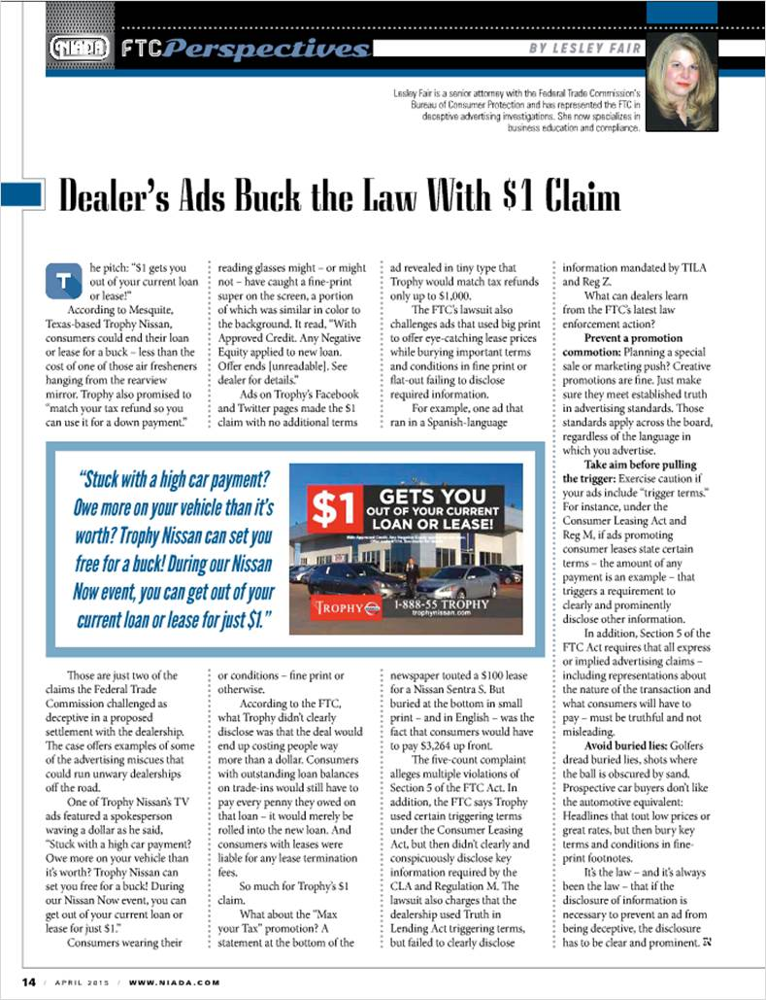 NIADA
FTC Perspectives
BY LESLEY FAIR
Lesley Fair is a senior attorney with the Federal Trade Commission's
Bureau of Consumer Protection and has represented the FTC in
deceptive advertising investigations. She now specializes in
business education and compliance.
Dealer's Ads Buck the Law With $1 Claim
The pitch: "$1 gets you
out of your current loan
or lease!"
According to Mesquite,
Texas-based Trophy Nissan,
consumers could end their loan
or lease for a buck – less than the
cost of one of those air fresheners
hanging from the rearview
mirror. Trophy also promised to
"match your tax refund so you
can use it for a down payment."
Those are just two of the
claims the Federal Trade
Commission challenged as
deceptive in a proposed
settlement with the dealership.
The case offers examples of some
of the advertising miscues that
could run unwary dealerships
off the road.
One of Trophy Nissan's TV
ads featured a spokesperson
waving a dollar as he said,
"Stuck with a high car payment?
Owe more on your vehicle than
it's worth? Trophy Nissan can
set you free for a buck! During
our Nissan Now event, you can
get out of your current loan or
lease for just $1."
Consumers wearing their
reading glasses might – or might
not – have caught a fine-print
super on the screen, a portion
of which was similar in color to
the background. It read, "With
Approved Credit. Any Negative
Equity applied to new loan.
Offer ends [unreadable]. See
dealer for details."
Ads on Trophy's Facebook
and Twitter pages made the $1
claim with no additional terms
or conditions – fine print or
otherwise.
According to the FTC,
what Trophy didn't clearly
disclose was that the deal would
end up costing people way
more than a dollar. Consumers
with outstanding loan balances
on trade-ins would still have to
pay every penny they owed on
that loan – it would merely be
rolled into the new loan. And
consumers with leases were
liable for any lease termination
fees.
So much for Trophy's $1
claim.
What about the "Max
your Tax" promotion? A
statement at the bottom of the
ad revealed in tiny type that
Trophy would match tax refunds
only up to $1,000.
The FTC's lawsuit also
challenges ads that used big print
to offer eye-catching lease prices
while burying important terms
and conditions in fine print or
flat-out failing to disclose
required information.
For example, one ad that
ran in a Spanish-language
newspaper touted a $100 lease
for a Nissan Sentra S. But
buried at the bottom in small
print – and in English – was the
fact that consumers would have
to pay $3,264 up front.
The five-count complaint
alleges multiple violations of
Section 5 of the FTC Act. In
addition, the FTC says Trophy
used certain triggering terms
under the Consumer Leasing
Act, but then didn't clearly and
conspicuously disclose key
information required by the
CLA and Regulation M. The
lawsuit also charges that the
dealership used Truth in
Lending Act triggering terms,
but failed to clearly disclose
information mandated by TILA
and Reg Z.
What can dealers learn
from the FTC's latest law
enforcement action?
Prevent a promotion
commotion: Planning a special
sale or marketing push? Creative
promotions are fine. Just make
sure they meet established truth
in advertising standards. Those
standards apply across the board,
regardless of the language in
which you advertise.
Take aim before pulling
the trigger: Exercise caution if
your ads include "trigger terms."
For instance, under the
Consumer Leasing Act and
Reg M, if ads promoting
consumer leases state certain
terms – the amount of any
payment is an example – that
triggers a requirement to
clearly and prominently
disclose other information.
In addition, Section 5 of the
FTC Act requires that all express
or implied advertising claims –
including representations about
the nature of the transaction and
what consumers will have to
pay – must be truthful and not
misleading.
Avoid buried lies: Golfers
dread buried lies, shots where
the ball is obscured by sand.
Prospective car buyers don't like
the automotive equivalent:
Headlines that tout low prices or
great rates, but then bury key
terms and conditions in fine-
print footnotes.
It's the law – and it's always
been the law – that if the
disclosure of information is
necessary to prevent an ad from
being deceptive, the disclosure
has to be clear and prominent.
"Stuck with a high car payment?
Owe more on your vehicle than it's
worth? Trophy Nissan can set you
free for a buck! During our Nissan
Now event, you can get out of your
current loan or lease for just $1."
$1 GETS YOU
OUT OF YOUR CURRENT
LOAN OR LEASE!
With Approved Credit. Any Negative Equity
TROPHY
1-888-55 TROPHY
trophynissan.com
14 / APRIL 2015 / WWW.NIADA.COM